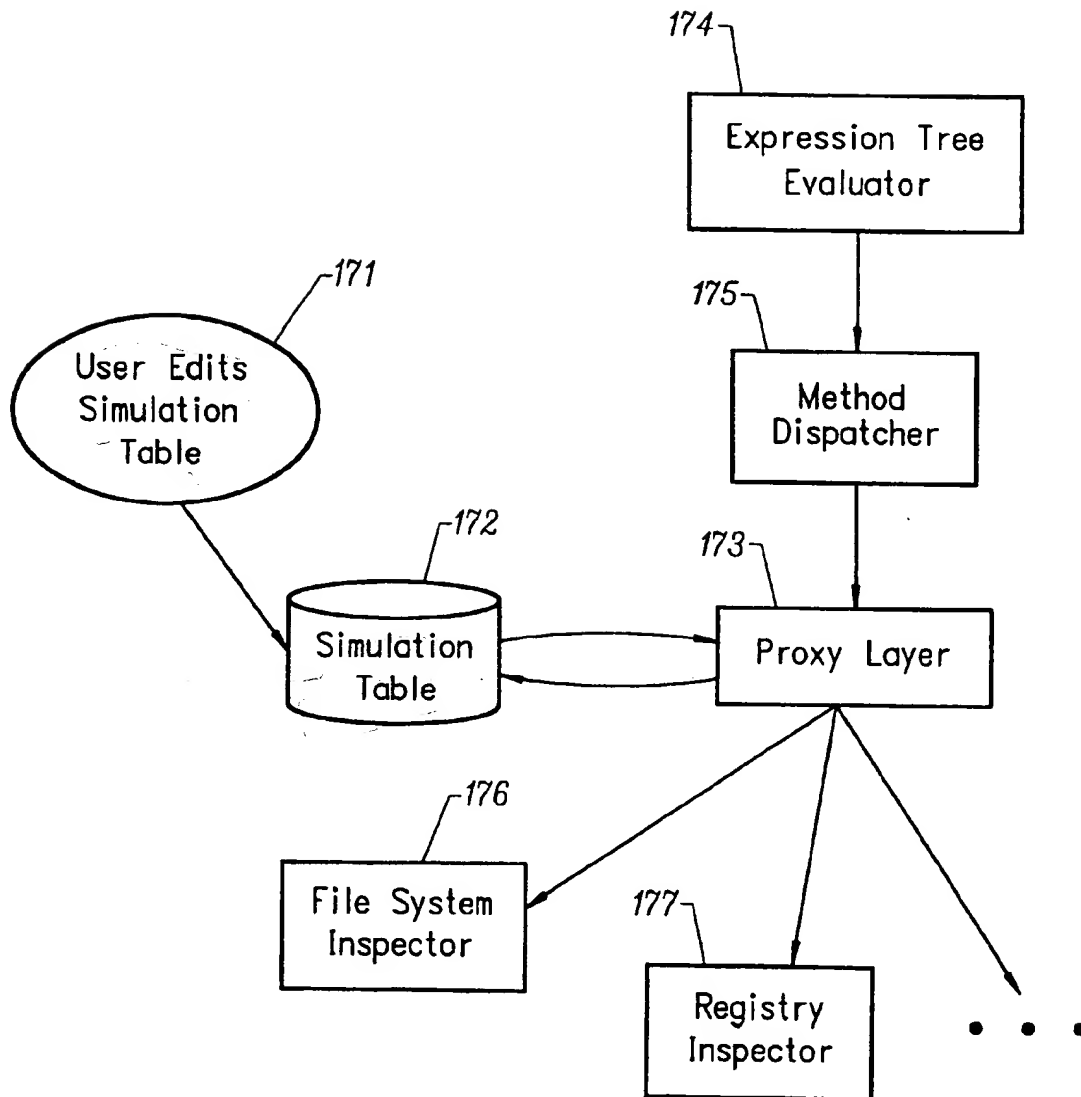 174
Expression Tree
Evaluator
171
175
User Edits
Simulation
Table
Method
Dispatcher
172
173
Simulation
Table
Proxy Layer
176
File System
Inspector
177
Registry
Inspector
• • •